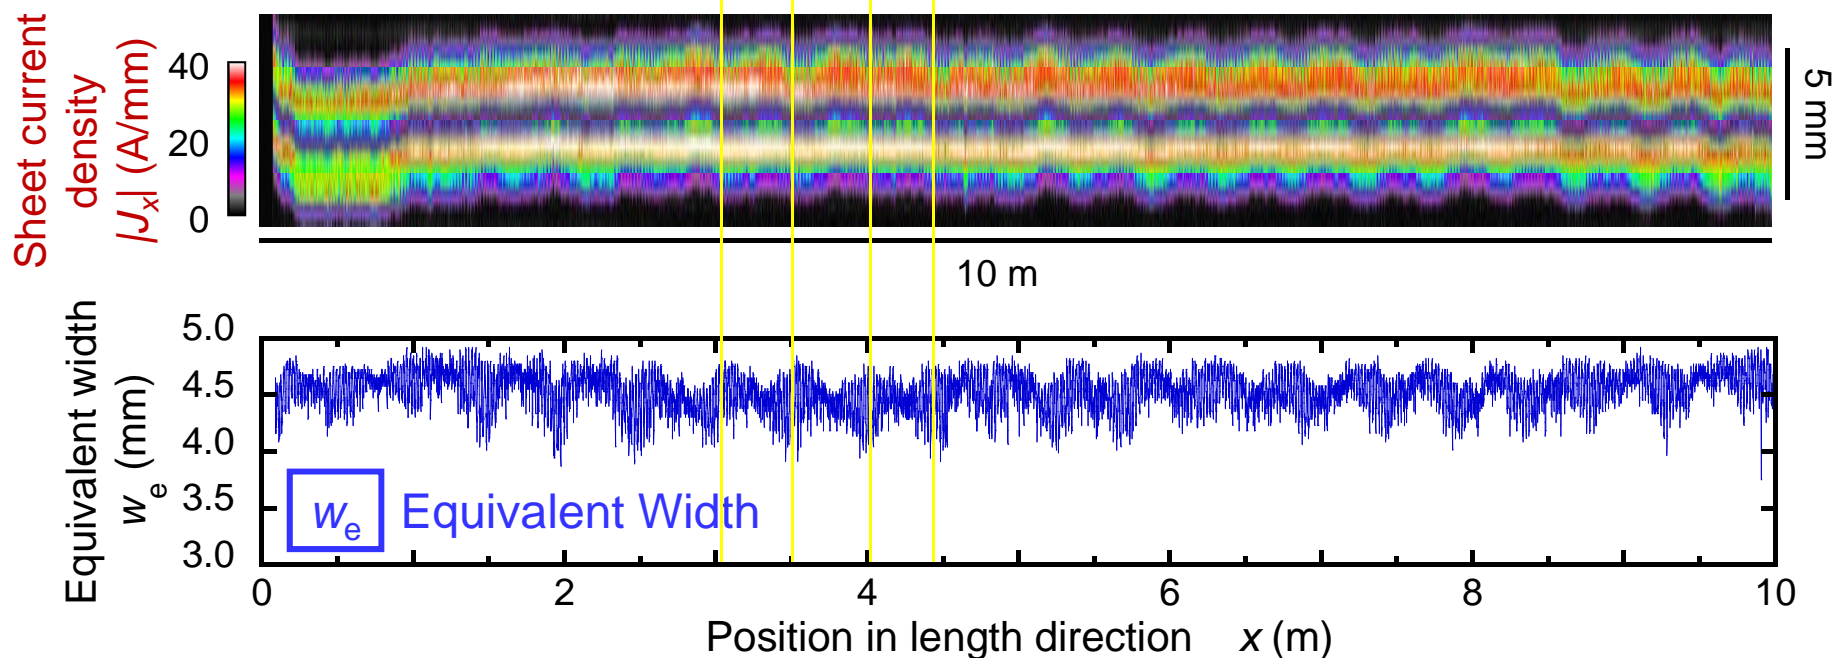 Sheet current
density
|Jx| (A/mm)
40
20
0
5 mm
10 m
Equivalent width
we (mm)
5.0
4.5
4.0
3.5
3.0
we Equivalent Width
0 2 4 6 8 10
Position in length direction x (m)